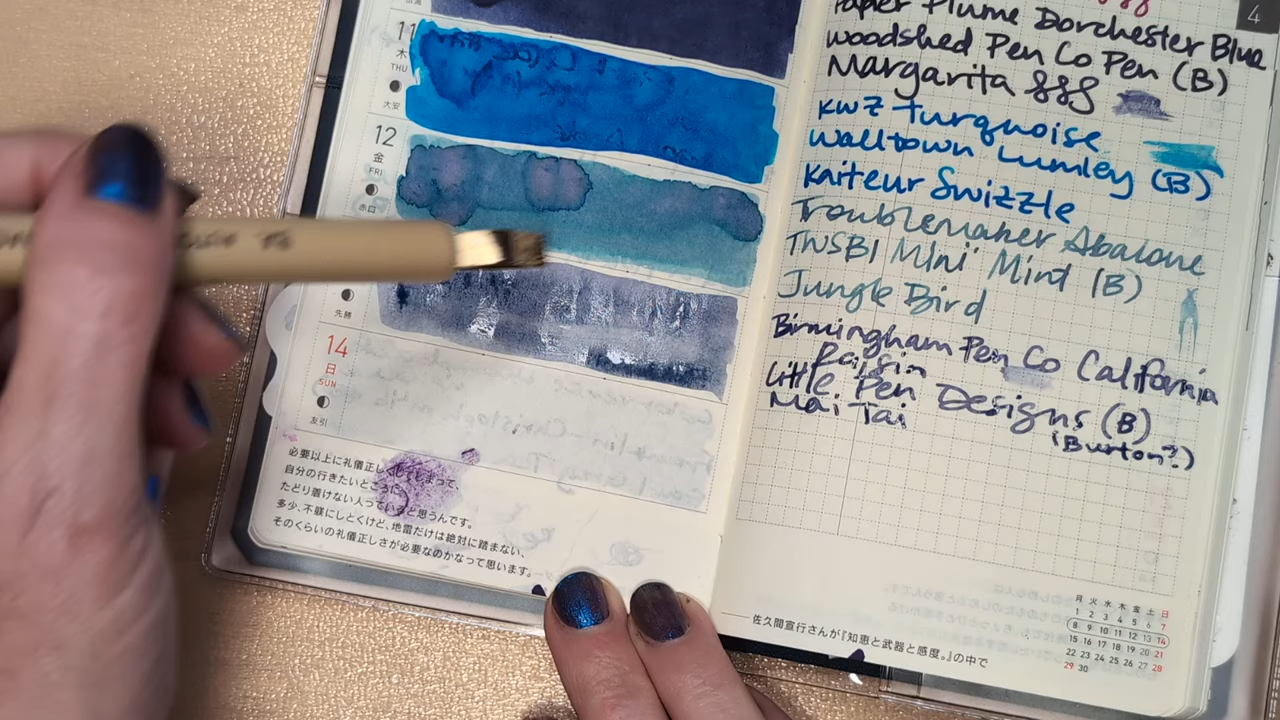 11
木
THU
大安
12
金
FRI
赤口
先勝
14
日
SUN
友引
必要以上に礼儀正しくしてしまって、
自分の行きたいところに
たどり着けない人っていると思うんです。
多少、不躾にしとくけど、地雷だけは絶対に踏まない、
そのくらいの礼儀正しさが必要なのかなって思います。
4
Paper Plume Dorchester Blue
Woodshed Pen Co Pen (B)
Margarita
KWZ Turquoise
Walltown Lumley (B)
Kaiteur Swizzle
Troublemaker Abalone
TWSBI Mini Mint (B)
Jungle Bird
Birmingham Pen Co California
Raisin
Little Pen Designs (B)
(Burton?)
Mai Tai
佐久間宣行さんが『知恵と武器と感度。』の中で
月 火 水 木 金 土 日
1 2 3 4 5 6 7
8 9 10 11 12 13 14
15 16 17 18 19 20 21
22 23 24 25 26 27 28
29 30